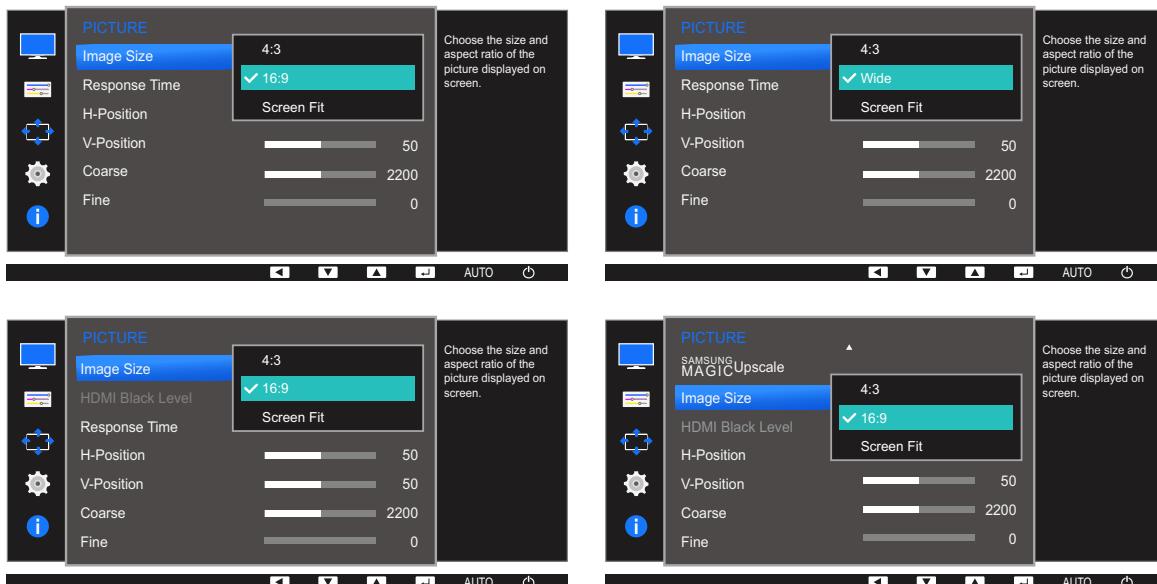 PICTURE
Image Size
4:3
Response Time
✓ 16:9
H-Position
Screen Fit
V-Position 50
Coarse 2200
Fine 0
Choose the size and
aspect ratio of the
picture displayed on
screen.
AUTO
PICTURE
Image Size
4:3
Response Time
✓ Wide
H-Position
Screen Fit
V-Position 50
Coarse 2200
Fine 0
Choose the size and
aspect ratio of the
picture displayed on
screen.
AUTO
PICTURE
Image Size
4:3
HDMI Black Level
✓ 16:9
Response Time
Screen Fit
H-Position 50
V-Position 50
Coarse 2200
Fine 0
Choose the size and
aspect ratio of the
picture displayed on
screen.
AUTO
PICTURE
SAMSUNG
MAGIC Upscale
Image Size
4:3
HDMI Black Level
✓ 16:9
H-Position
Screen Fit
V-Position 50
Coarse 2200
Fine 0
Choose the size and
aspect ratio of the
picture displayed on
screen.
AUTO